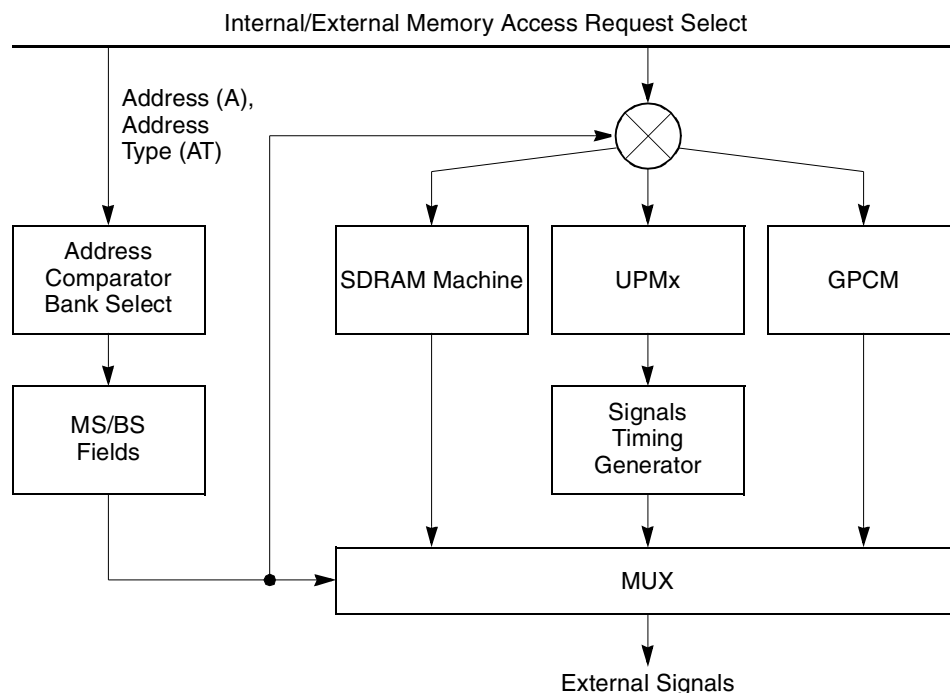 Internal/External Memory Access Request Select
Address (A),
Address
Type (AT)
Address
Comparator
Bank Select
SDRAM Machine
UPMx
GPCM
MS/BS
Fields
Signals
Timing
Generator
MUX
External Signals